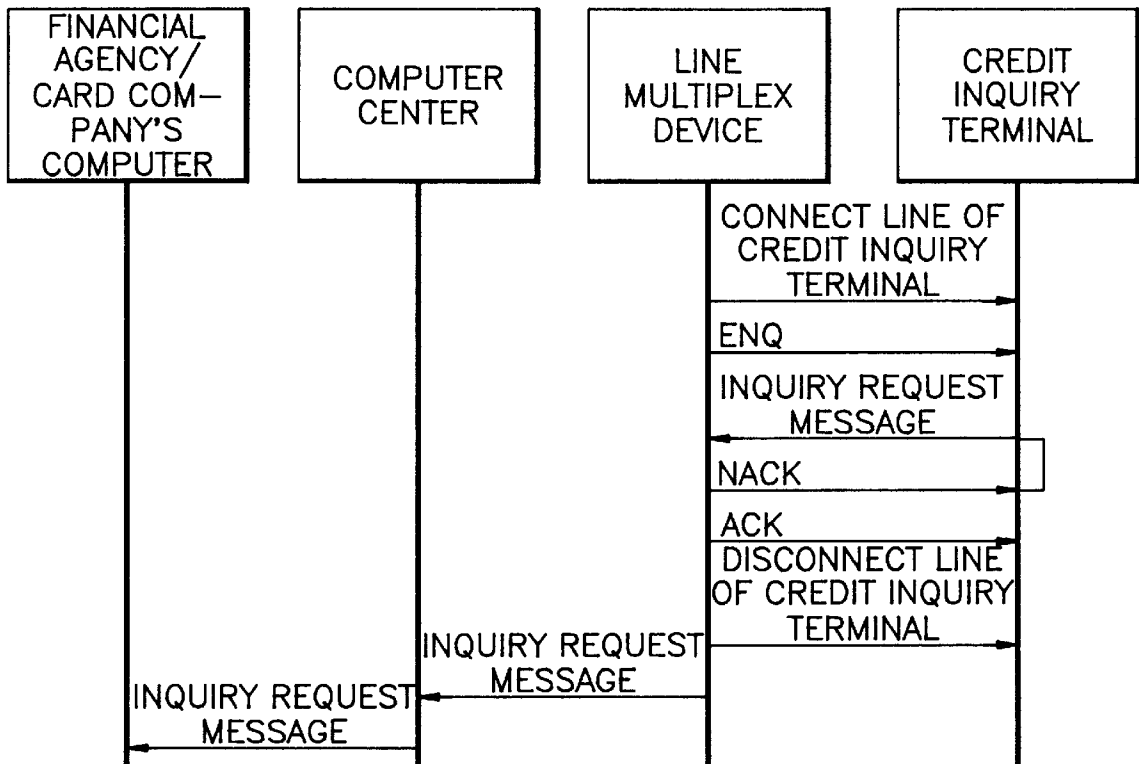 FINANCIAL
AGENCY/
CARD COM-
PANY'S
COMPUTER
COMPUTER
CENTER
LINE
MULTIPLEX
DEVICE
CREDIT
INQUIRY
TERMINAL
CONNECT LINE OF
CREDIT INQUIRY
TERMINAL
ENQ
INQUIRY REQUEST
MESSAGE
NACK
ACK
DISCONNECT LINE
OF CREDIT INQUIRY
TERMINAL
INQUIRY REQUEST
MESSAGE
INQUIRY REQUEST
MESSAGE